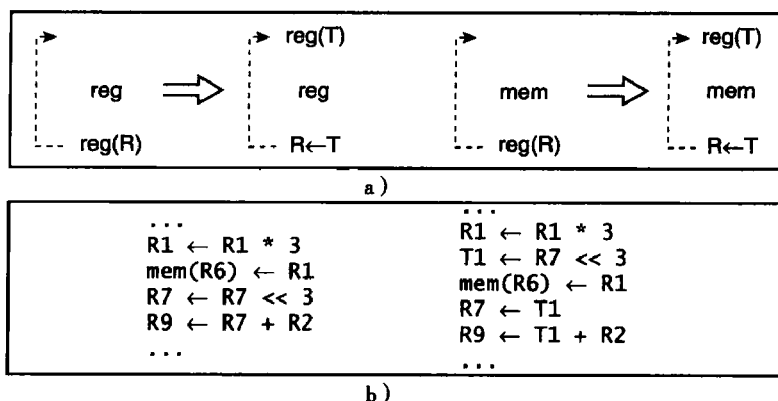 reg(T) reg(T)
reg reg mem mem
reg(R) R←T reg(R) R←T
a)
...
R1 ← R1 * 3
mem(R6) ← R1
R7 ← R7 << 3
R9 ← R7 + R2
...
...
R1 ← R1 * 3
T1 ← R7 << 3
mem(R6) ← R1
R7 ← T1
R9 ← T1 + R2
...
b)